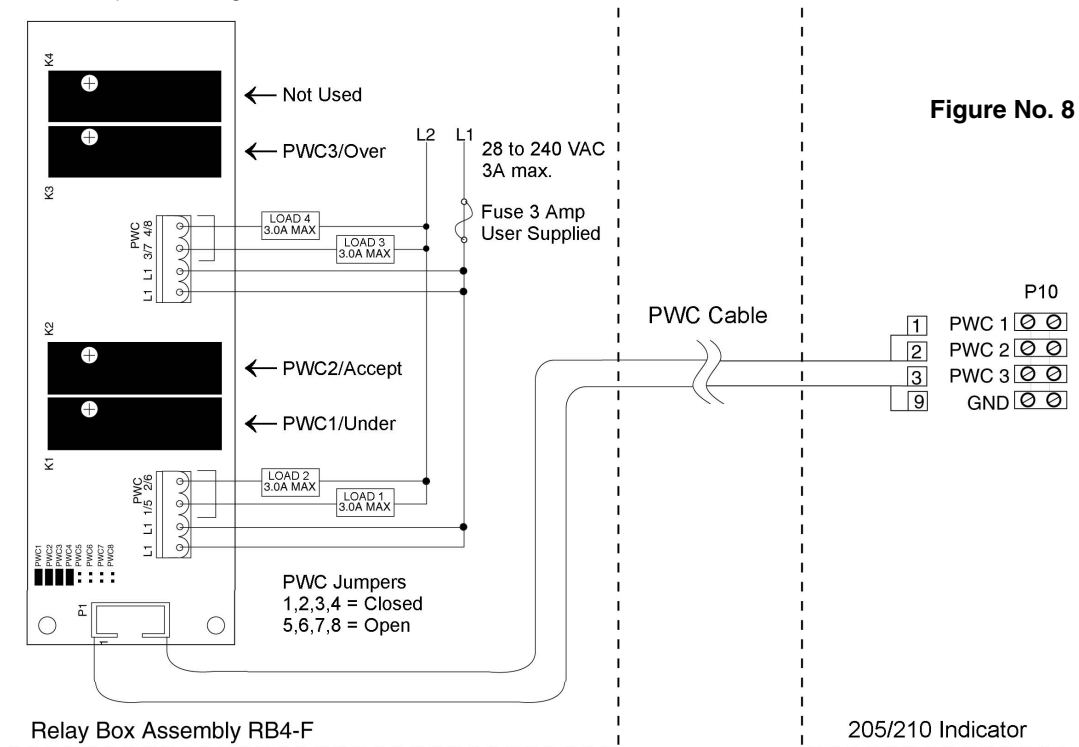 Figure No. 8
K4
Not Used
PWC3/Over
K3
L2 L1
28 to 240 VAC
3A max.
Fuse 3 Amp
User Supplied
PWC
4/8
3/7
L1
L1
LOAD 4
3.0A MAX
LOAD 3
3.0A MAX
K2
PWC2/Accept
PWC1/Under
K1
PWC
2/6
1/5
L1
L1
LOAD 2
3.0A MAX
LOAD 1
3.0A MAX
PWC1
PWC2
PWC3
PWC4
PWC5
PWC6
PWC7
PWC8
PWC Jumpers
1,2,3,4 = Closed
5,6,7,8 = Open
P1
1
PWC Cable
P10
1 PWC 1
2 PWC 2
3 PWC 3
9 GND
Relay Box Assembly RB4-F
205/210 Indicator